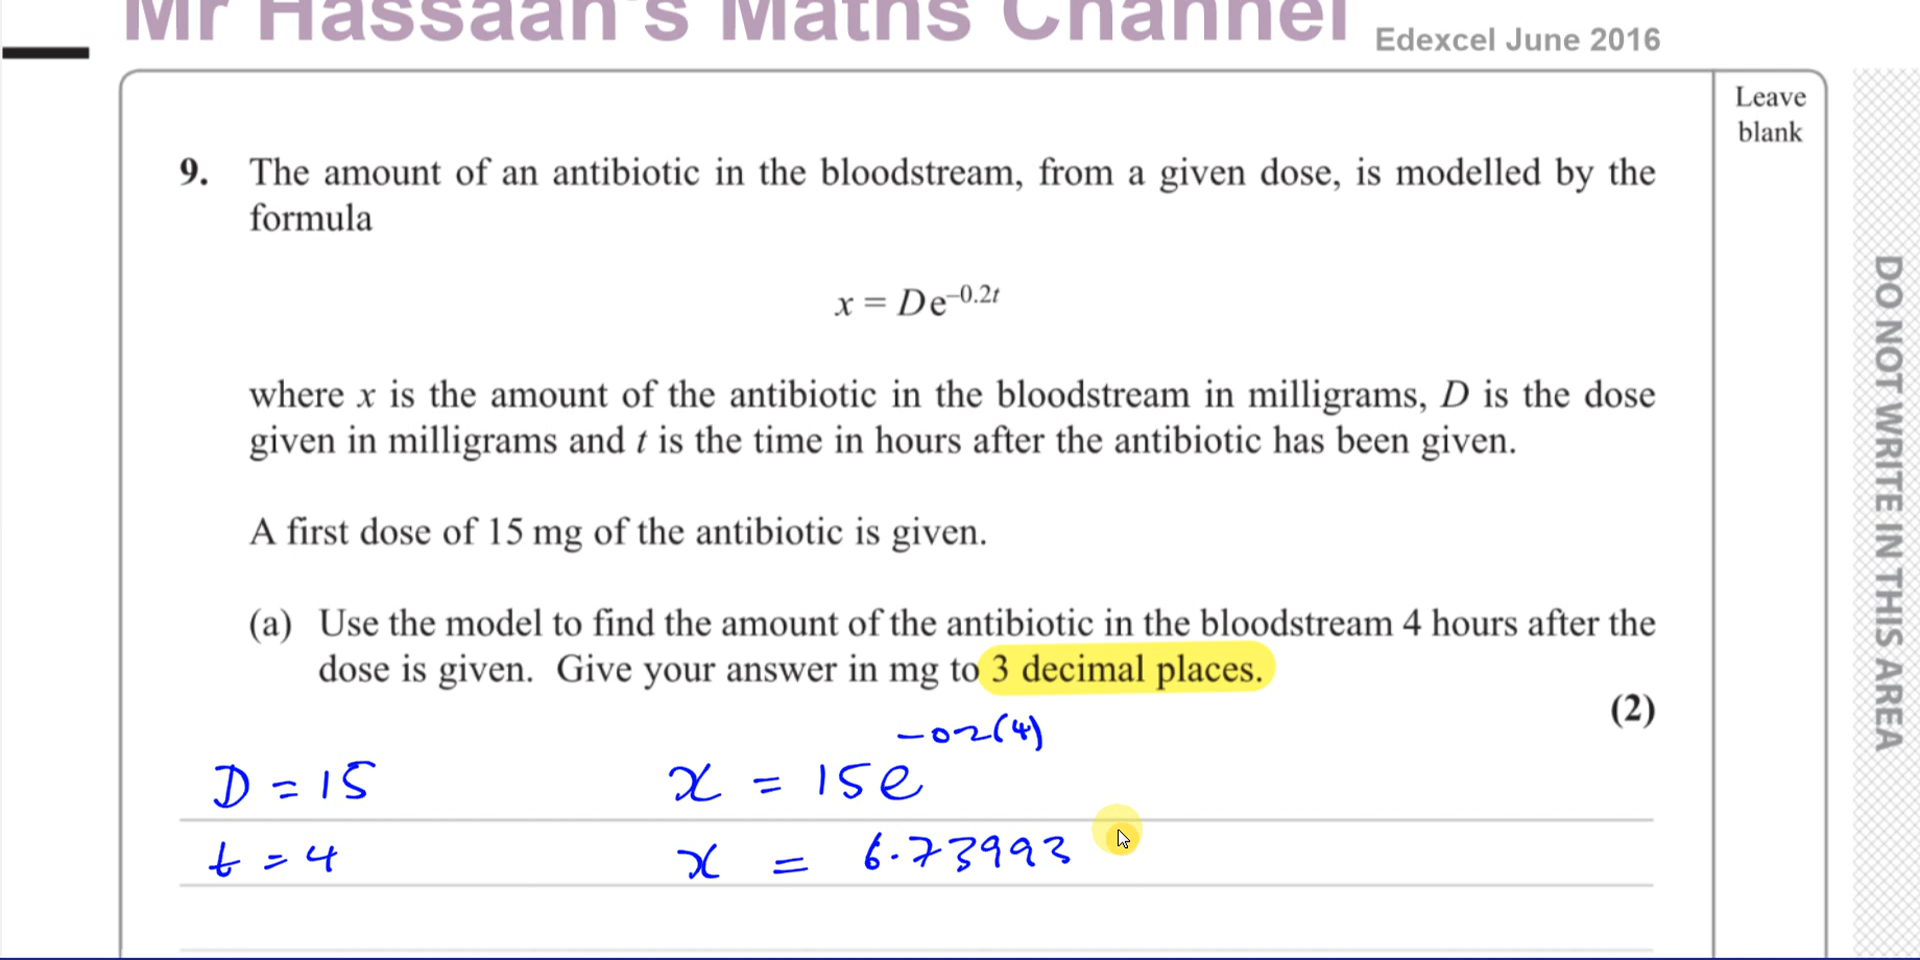 Mr Hassaan's Maths Channel
Edexcel June 2016
Leave
blank
9. The amount of an antibiotic in the bloodstream, from a given dose, is modelled by the
formula
x = De^{-0.2t}
where x is the amount of the antibiotic in the bloodstream in milligrams, D is the dose
given in milligrams and t is the time in hours after the antibiotic has been given.
A first dose of 15 mg of the antibiotic is given.
(a) Use the model to find the amount of the antibiotic in the bloodstream 4 hours after the
dose is given. Give your answer in mg to 3 decimal places.
(2)
D = 15
x = 15e^{-02(4)}
t = 4
x = 6.73993
DO NOT WRITE IN THIS AREA